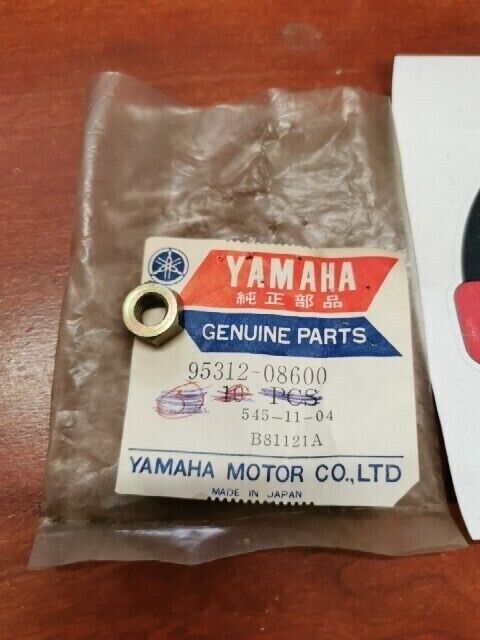 YAMAHA
純正部品
GENUINE PARTS
95312-08600
5 10 PCS
545-11-04
B81121A
YAMAHA MOTOR CO.,LTD
MADE IN JAPAN